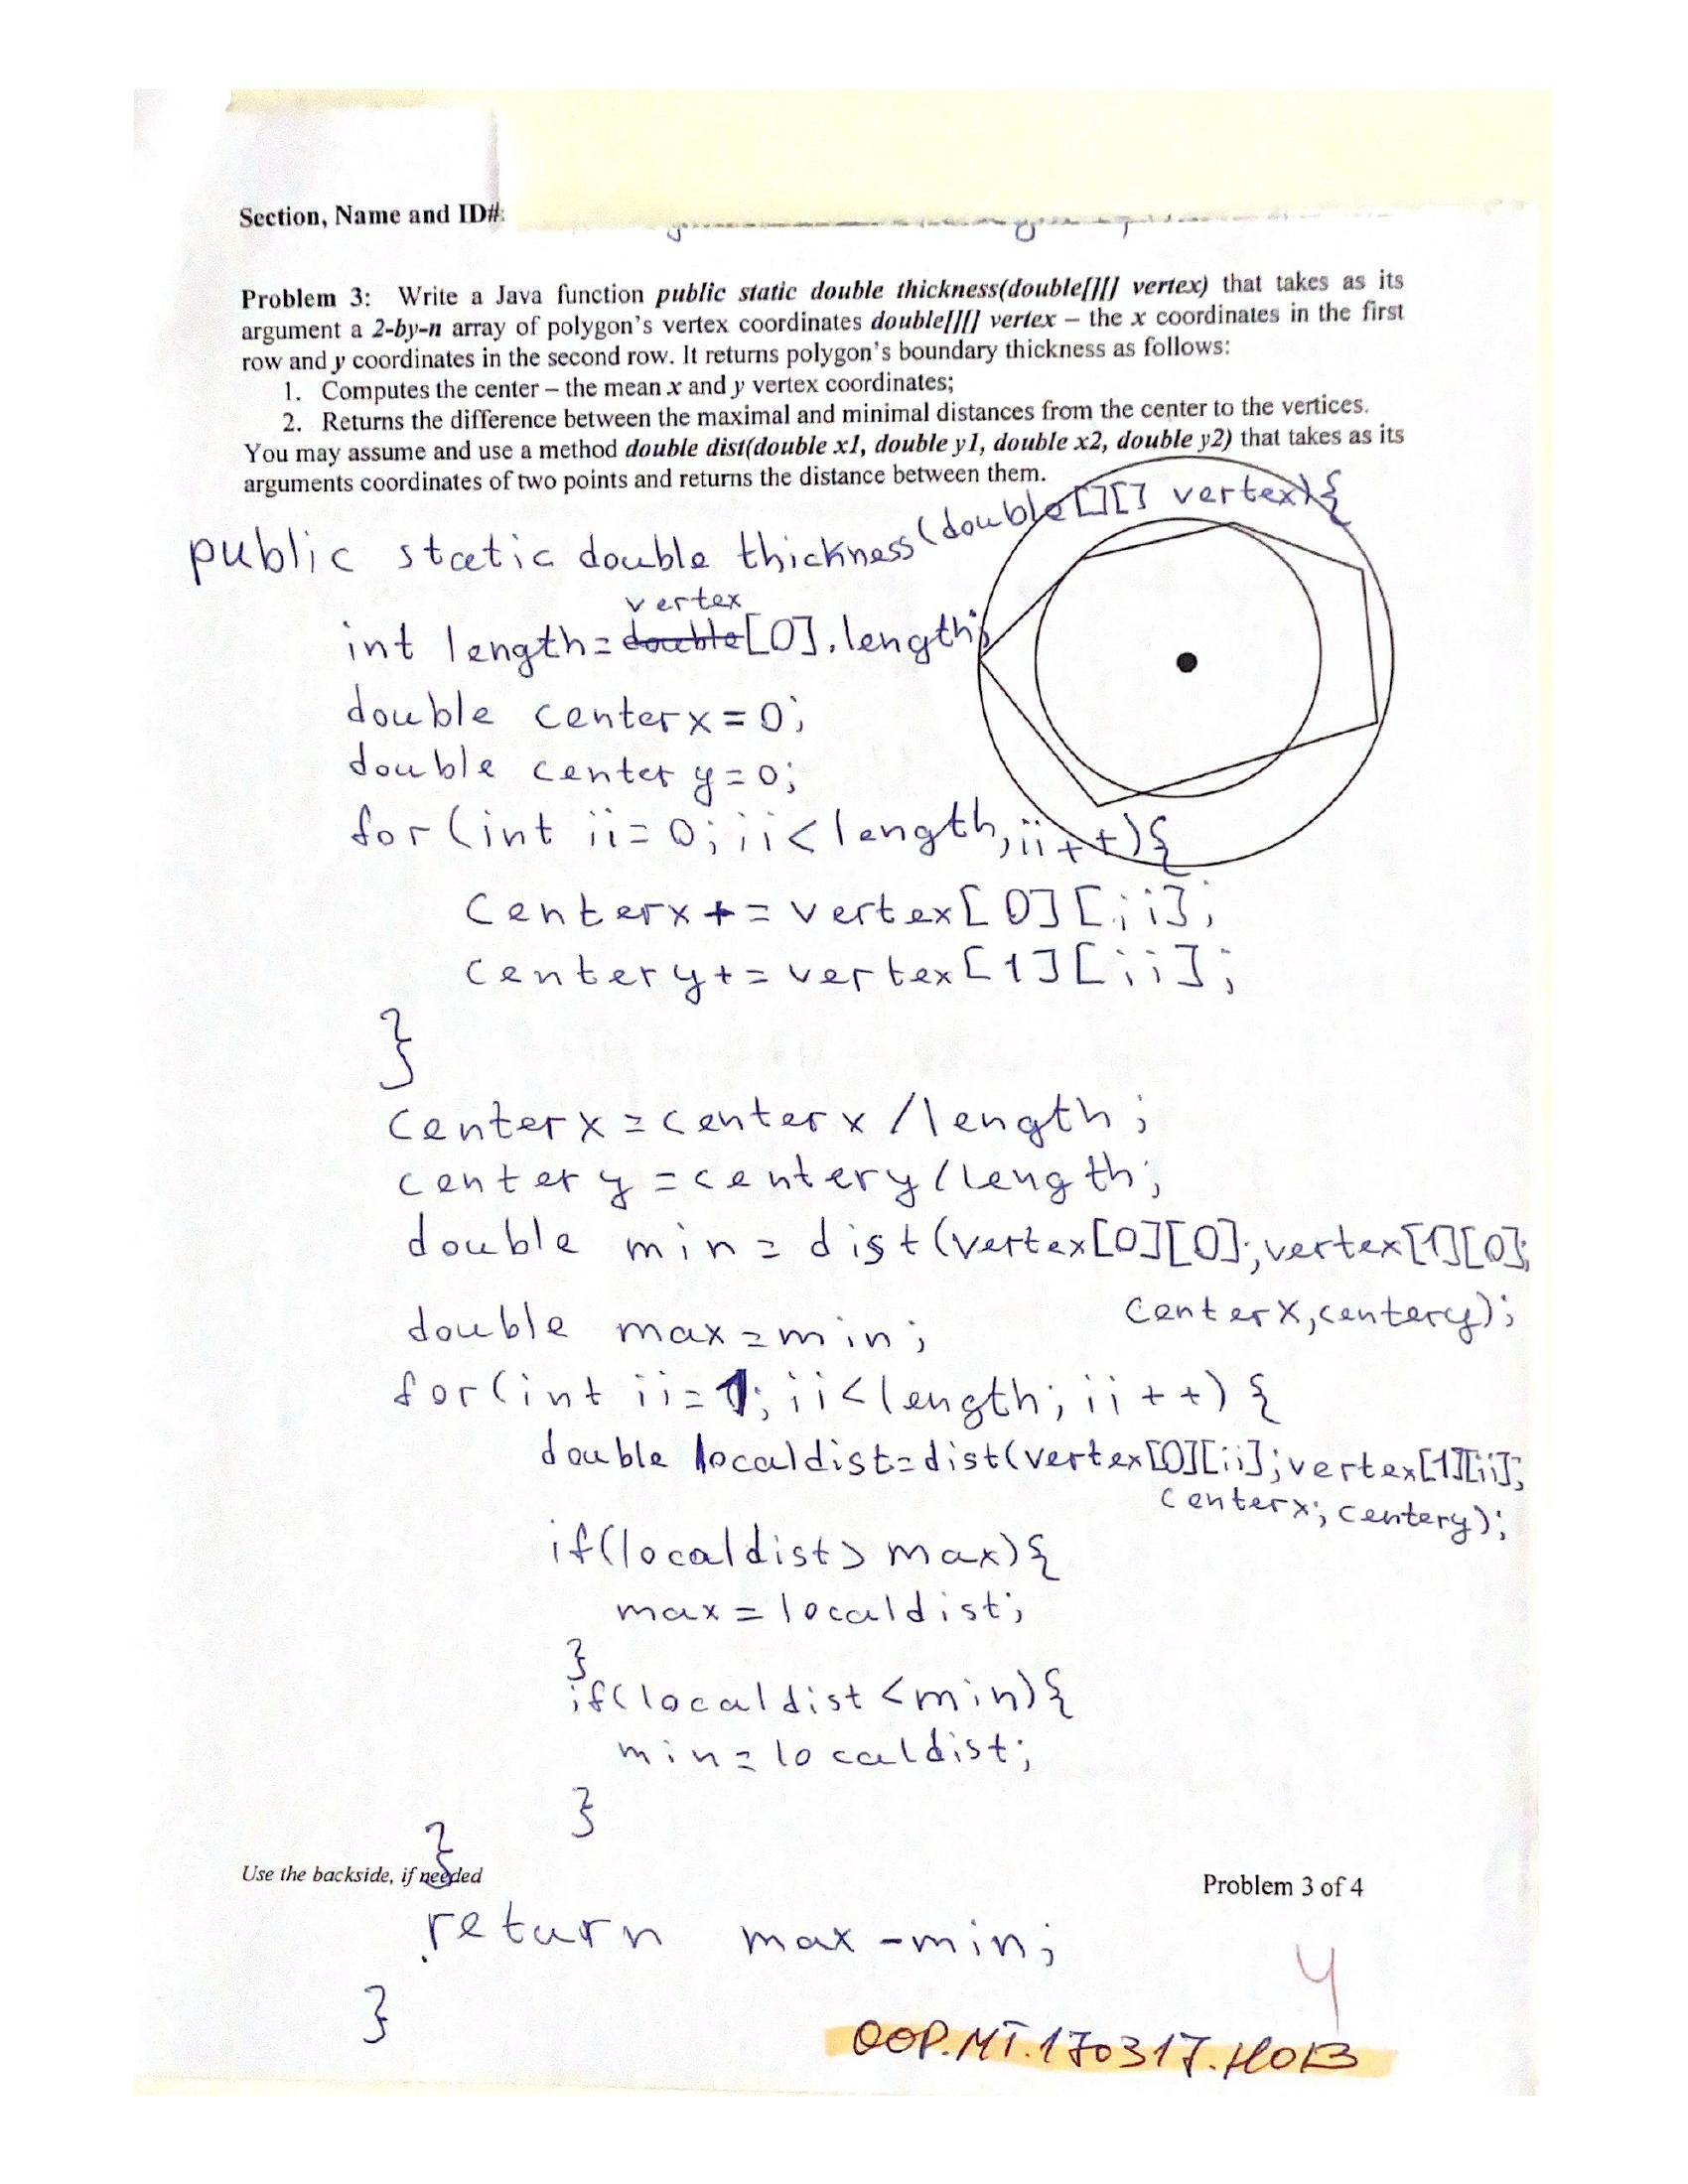 Section, Name and ID#:
Problem 3: Write a Java function public static double thickness(double[][] vertex) that takes as its
argument a 2-by-n array of polygon's vertex coordinates double[][] vertex – the x coordinates in the first
row and y coordinates in the second row. It returns polygon's boundary thickness as follows:
1. Computes the center – the mean x and y vertex coordinates;
2. Returns the difference between the maximal and minimal distances from the center to the vertices.
You may assume and use a method double dist(double x1, double y1, double x2, double y2) that takes as its
arguments coordinates of two points and returns the distance between them.
public static double thickness(double[][] vertex){
vertex
int length=double[0].length;
double centerx=0;
double centery=0;
for(int ii=0;ii<length;ii++){
centerx+=vertex[0][ii];
centery+=vertex[1][ii];
}
centerx=centerx/length;
centery=centery/length;
double min=dist(vertex[0][0];vertex[1][0];
centerx,centery);
double max=min;
for(int ii=1;ii<length;ii++){
double localdist=dist(vertex[0][ii];vertex[1][ii];
centerx;centery);
if(localdist>max){
max=localdist;
}
if(localdist<min){
min=localdist;
}
}
Use the backside, if needed
Problem 3 of 4
return max-min;
4
}
OOP.MT.170317.H013